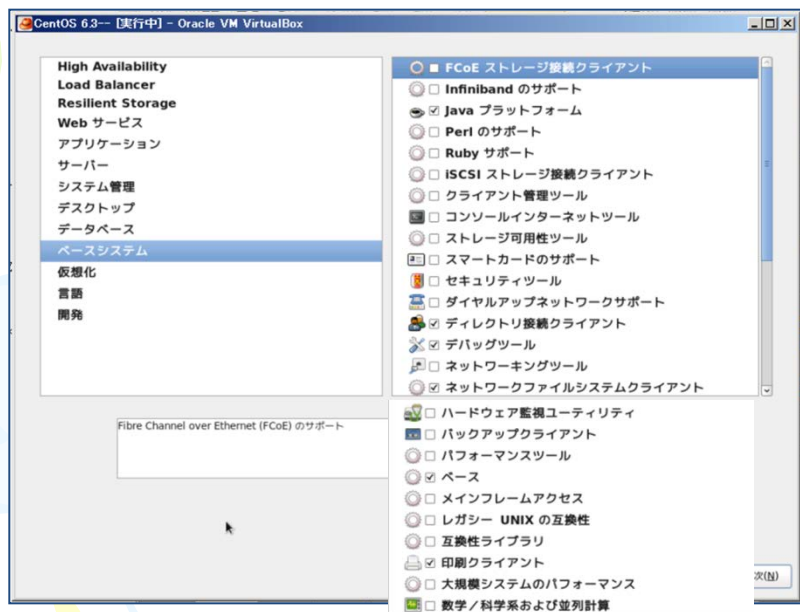 CentOS 6.3-- [実行中] - Oracle VM VirtualBox
High Availability
Load Balancer
Resilient Storage
Web サービス
アプリケーション
サーバー
システム管理
デスクトップ
データベース
ベースシステム
仮想化
言語
開発
FCoE ストレージ接続クライアント
Infiniband のサポート
Java プラットフォーム
Perl のサポート
Ruby サポート
iSCSI ストレージ接続クライアント
クライアント管理ツール
コンソールインターネットツール
ストレージ可用性ツール
スマートカードのサポート
セキュリティツール
ダイヤルアップネットワークサポート
ディレクトリ接続クライアント
デバッグツール
ネットワーキングツール
ネットワークファイルシステムクライアント
ハードウェア監視ユーティリティ
バックアップクライアント
パフォーマンスツール
ベース
メインフレームアクセス
レガシー UNIX の互換性
互換性ライブラリ
印刷クライアント
大規模システムのパフォーマンス
数学／科学系および並列計算
Fibre Channel over Ethernet (FCoE) のサポート
次(N)